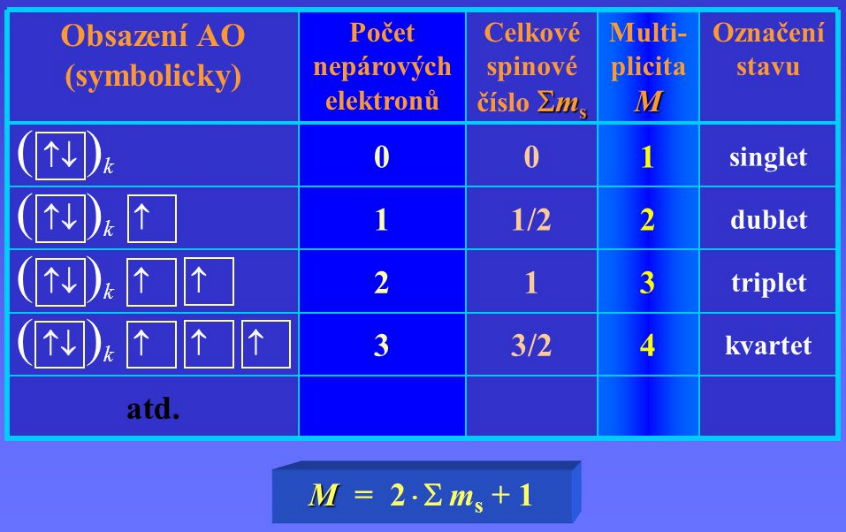 Obsazení AO
(symbolicky)
Počet
nepárových
elektronů
Celkové
spinové
číslo Σmₛ
Multi-
plicita
M
Označení
stavu
(↑↓)ₖ
0
0
1
singlet
(↑↓)ₖ ↑
1
1/2
2
dublet
(↑↓)ₖ ↑ ↑
2
1
3
triplet
(↑↓)ₖ ↑ ↑ ↑
3
3/2
4
kvartet
atd.
M = 2 · Σ mₛ + 1